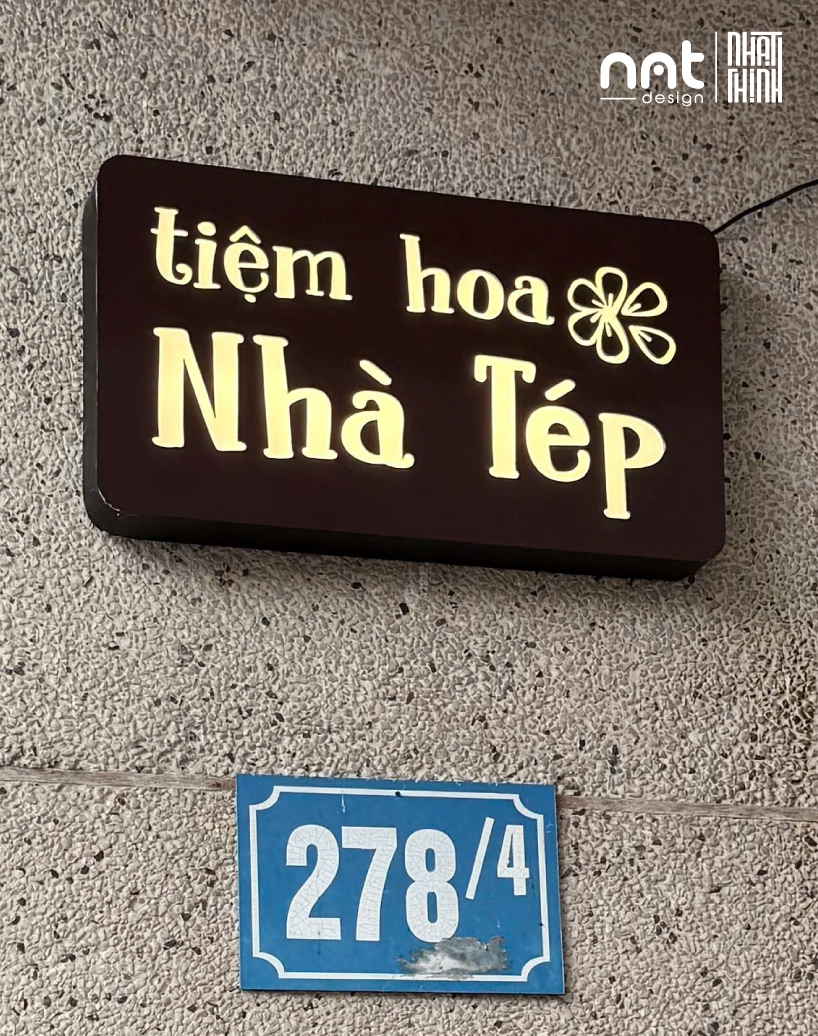 nat design
NHẬT THỊNH
tiệm hoa
Nhà Tép
278/4